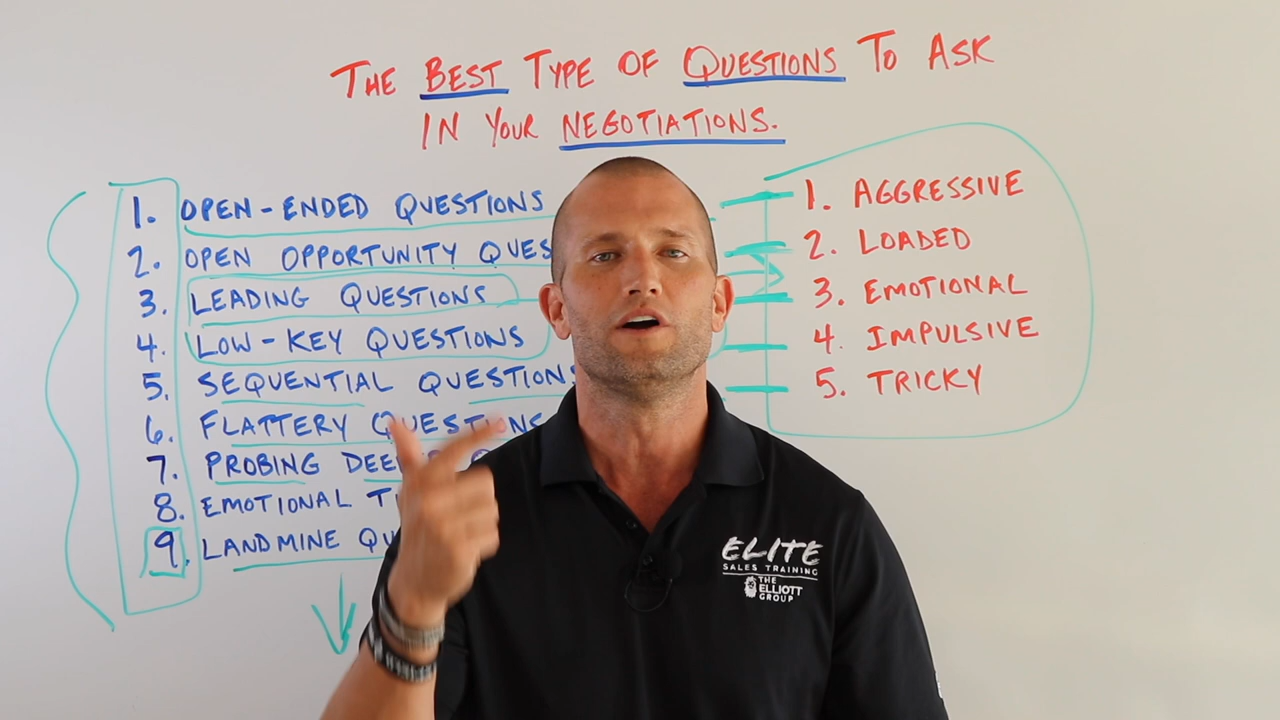 THE BEST TYPE OF QUESTIONS TO ASK
IN YOUR NEGOTIATIONS.
1. OPEN-ENDED QUESTIONS
2. OPEN OPPORTUNITY QUES
3. LEADING QUESTIONS
4. LOW-KEY QUESTIONS
5. SEQUENTIAL QUESTIONS
6. FLATTERY QUESTIONS
7. PROBING
8. EMOTIONAL
9. LANDMINE QU
1. AGGRESSIVE
2. LOADED
3. EMOTIONAL
4. IMPULSIVE
5. TRICKY
ELITE
SALES TRAINING
THE
ELLIOTT
GROUP